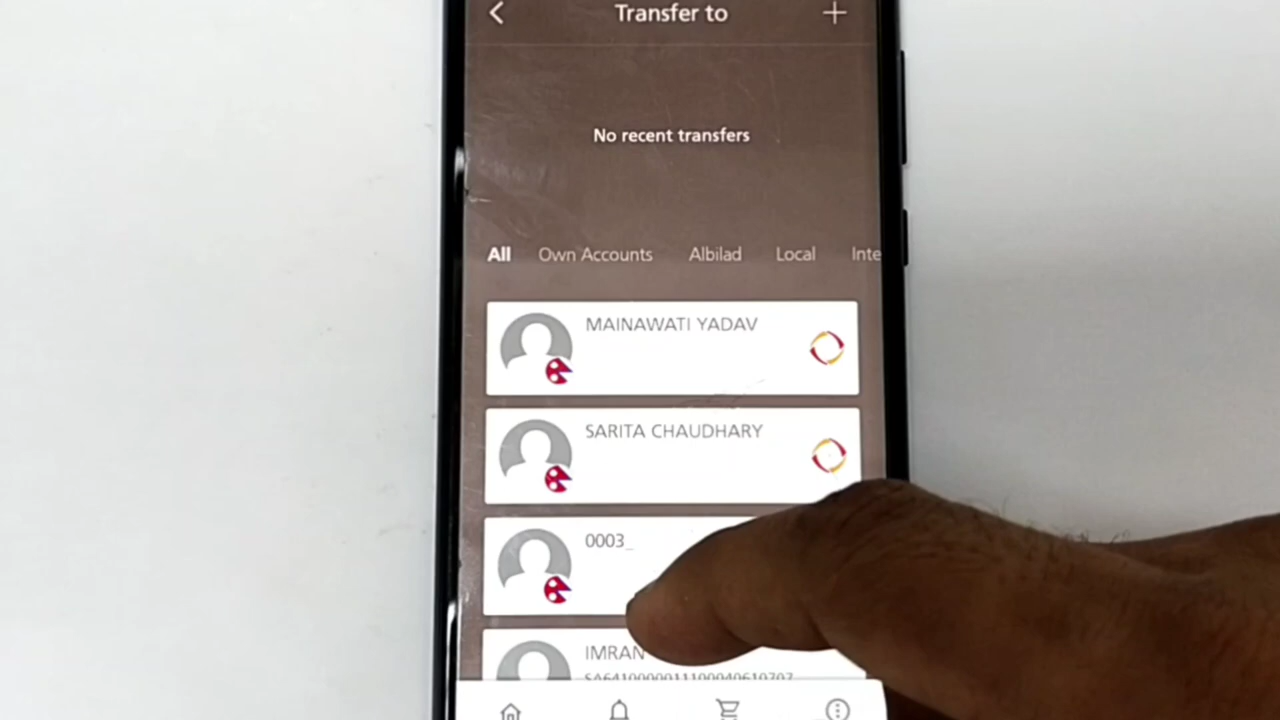 Transfer to
No recent transfers
All Own Accounts Albilad Local Inte
MAINAWATI YADAV
SARITA CHAUDHARY
0003_
IMRAN